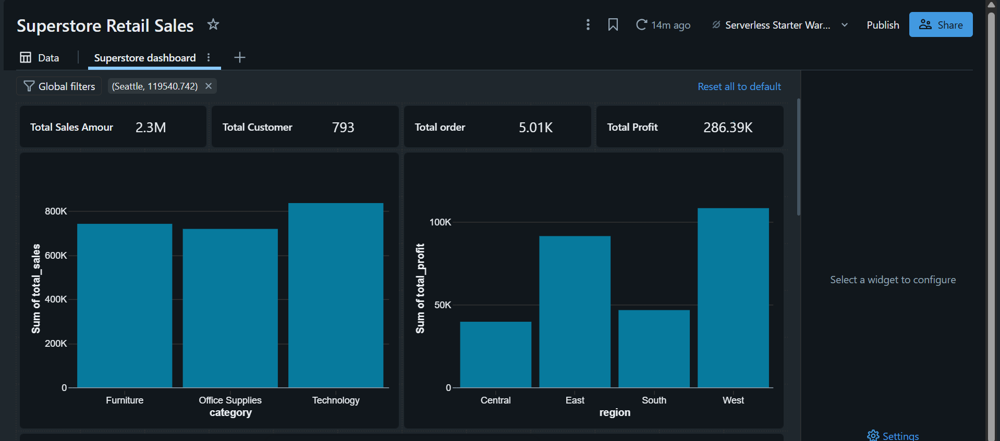 Superstore Retail Sales
14m ago
Serverless Starter War...
Publish
Share
Data
Superstore dashboard
Global filters
(Seattle, 119540.742)
Reset all to default
Total Sales Amour
2.3M
Total Customer
793
Total order
5.01K
Total Profit
286.39K
Sum of total_sales
800K
600K
400K
200K
0
Furniture
Office Supplies
Technology
category
Sum of total_profit
100K
50K
0
Central
East
South
West
region
Select a widget to configure
Settings